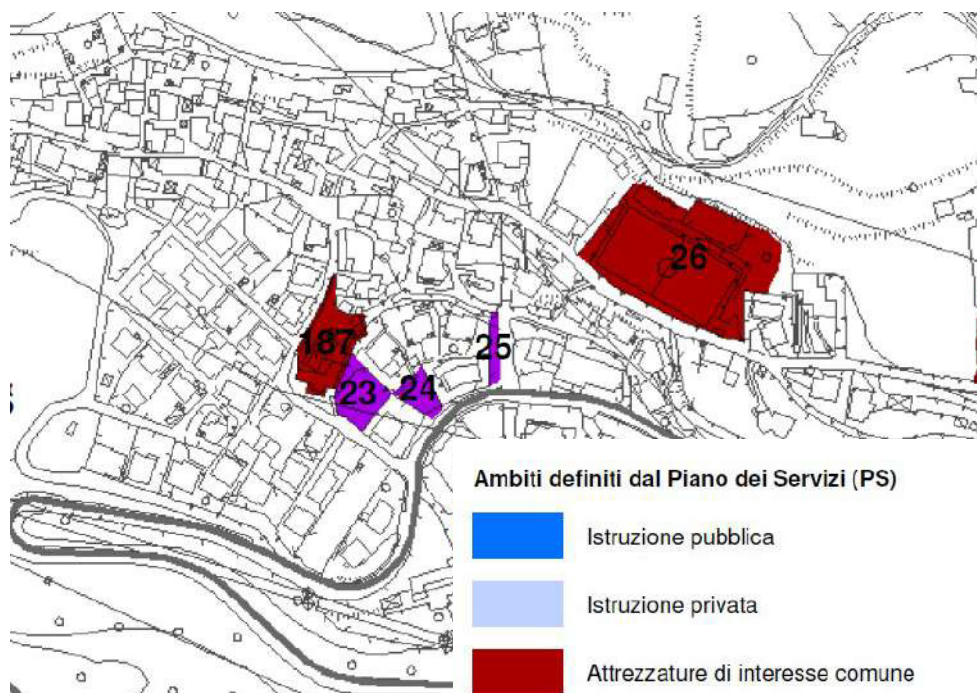 26
187
25
23
24
Ambiti definiti dal Piano dei Servizi (PS)
Istruzione pubblica
Istruzione privata
Attrezzature di interesse comune